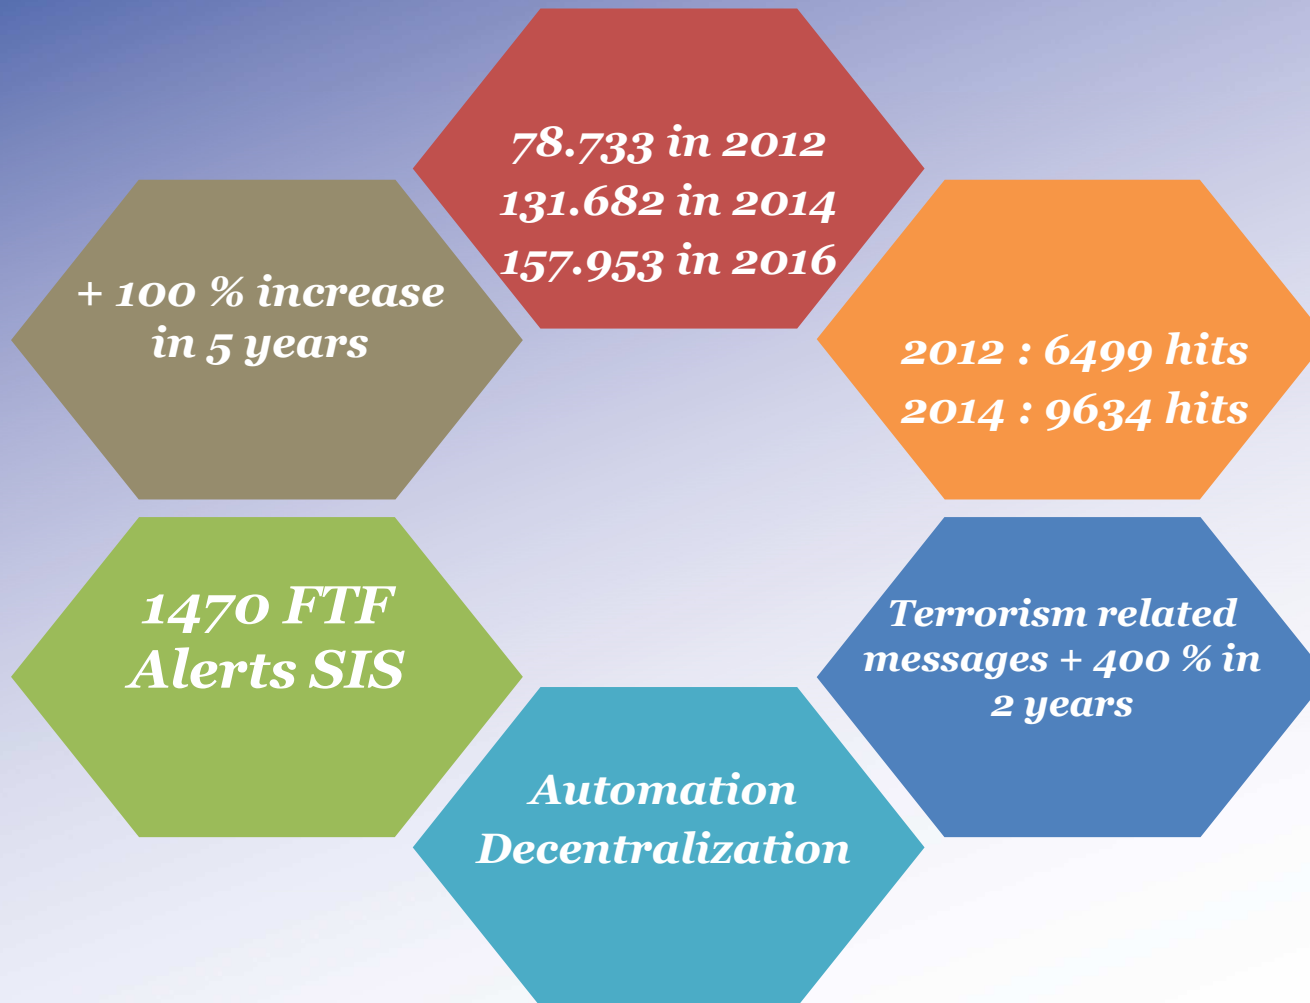 78.733 in 2012
131.682 in 2014
157.953 in 2016
+ 100 % increase
in 5 years
2012 : 6499 hits
2014 : 9634 hits
1470 FTF
Alerts SIS
Terrorism related
messages + 400 % in
2 years
Automation
Decentralization